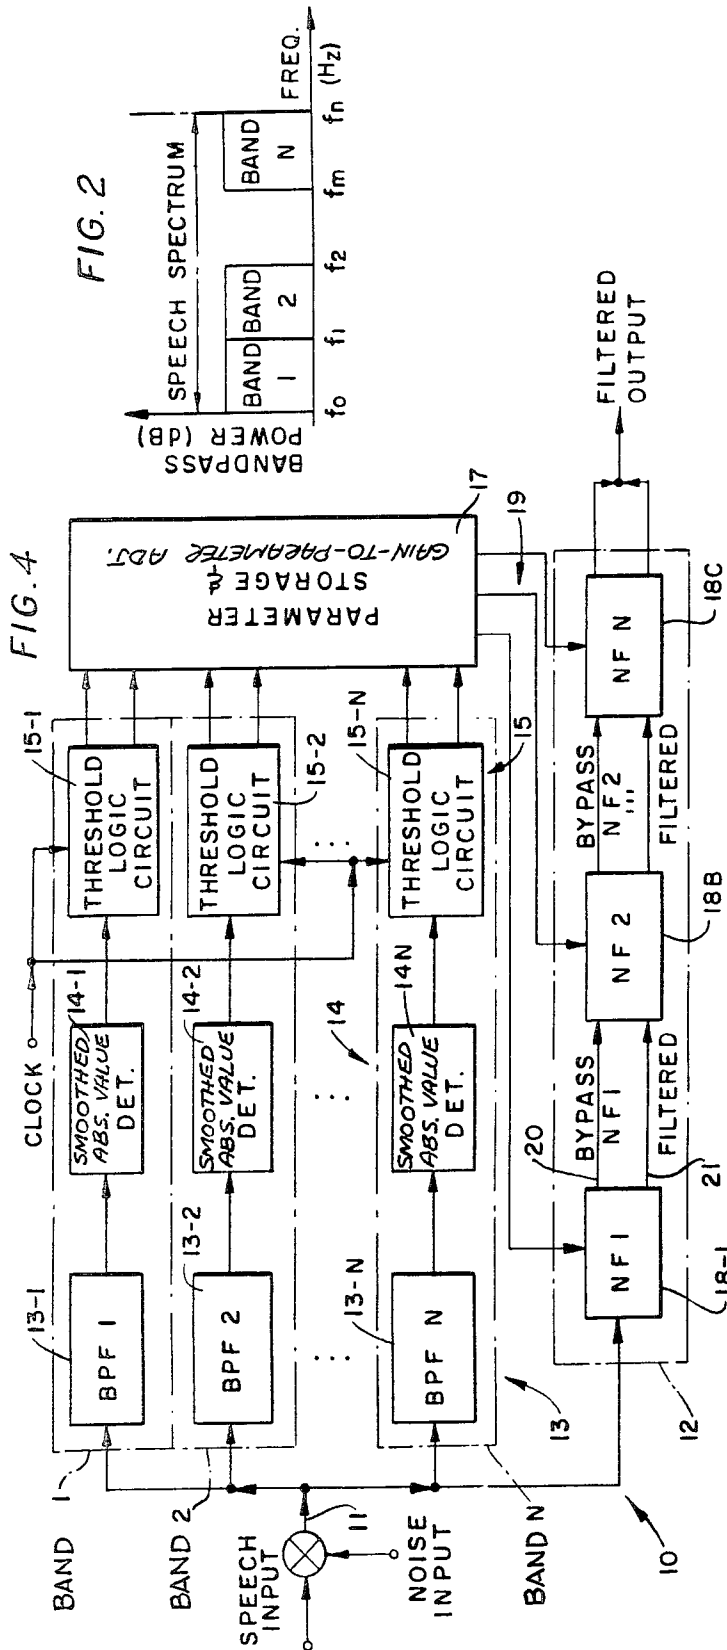 FIG. 4
FIG. 2
SPEECH SPECTRUM
BANDPASS
POWER (dB)
BAND
1
BAND
2
BAND
N
f0
f1
f2
fm
fn
FREQ.
(Hz)
CLOCK
BAND 1
13-1
BPF 1
14-1
SMOOTHED
ABS. VALUE
DET.
15-1
THRESHOLD
LOGIC
CIRCUIT
BAND 2
13-2
BPF 2
14-2
SMOOTHED
ABS. VALUE
DET.
15-2
THRESHOLD
LOGIC
CIRCUIT
...
...
...
14
BAND N
13-N
BPF N
14N
SMOOTHED
ABS. VALUE
DET.
15-N
THRESHOLD
LOGIC
CIRCUIT
15
13
PARAMETER
STORAGE &
GAIN-TO-PARAMETER ADJ.
17
19
SPEECH
INPUT
11
NOISE
INPUT
10
12
NF1
18-1
20
BYPASS
NF1
FILTERED
21
NF 2
18B
BYPASS
NF2
...
FILTERED
NF N
18C
FILTERED
OUTPUT